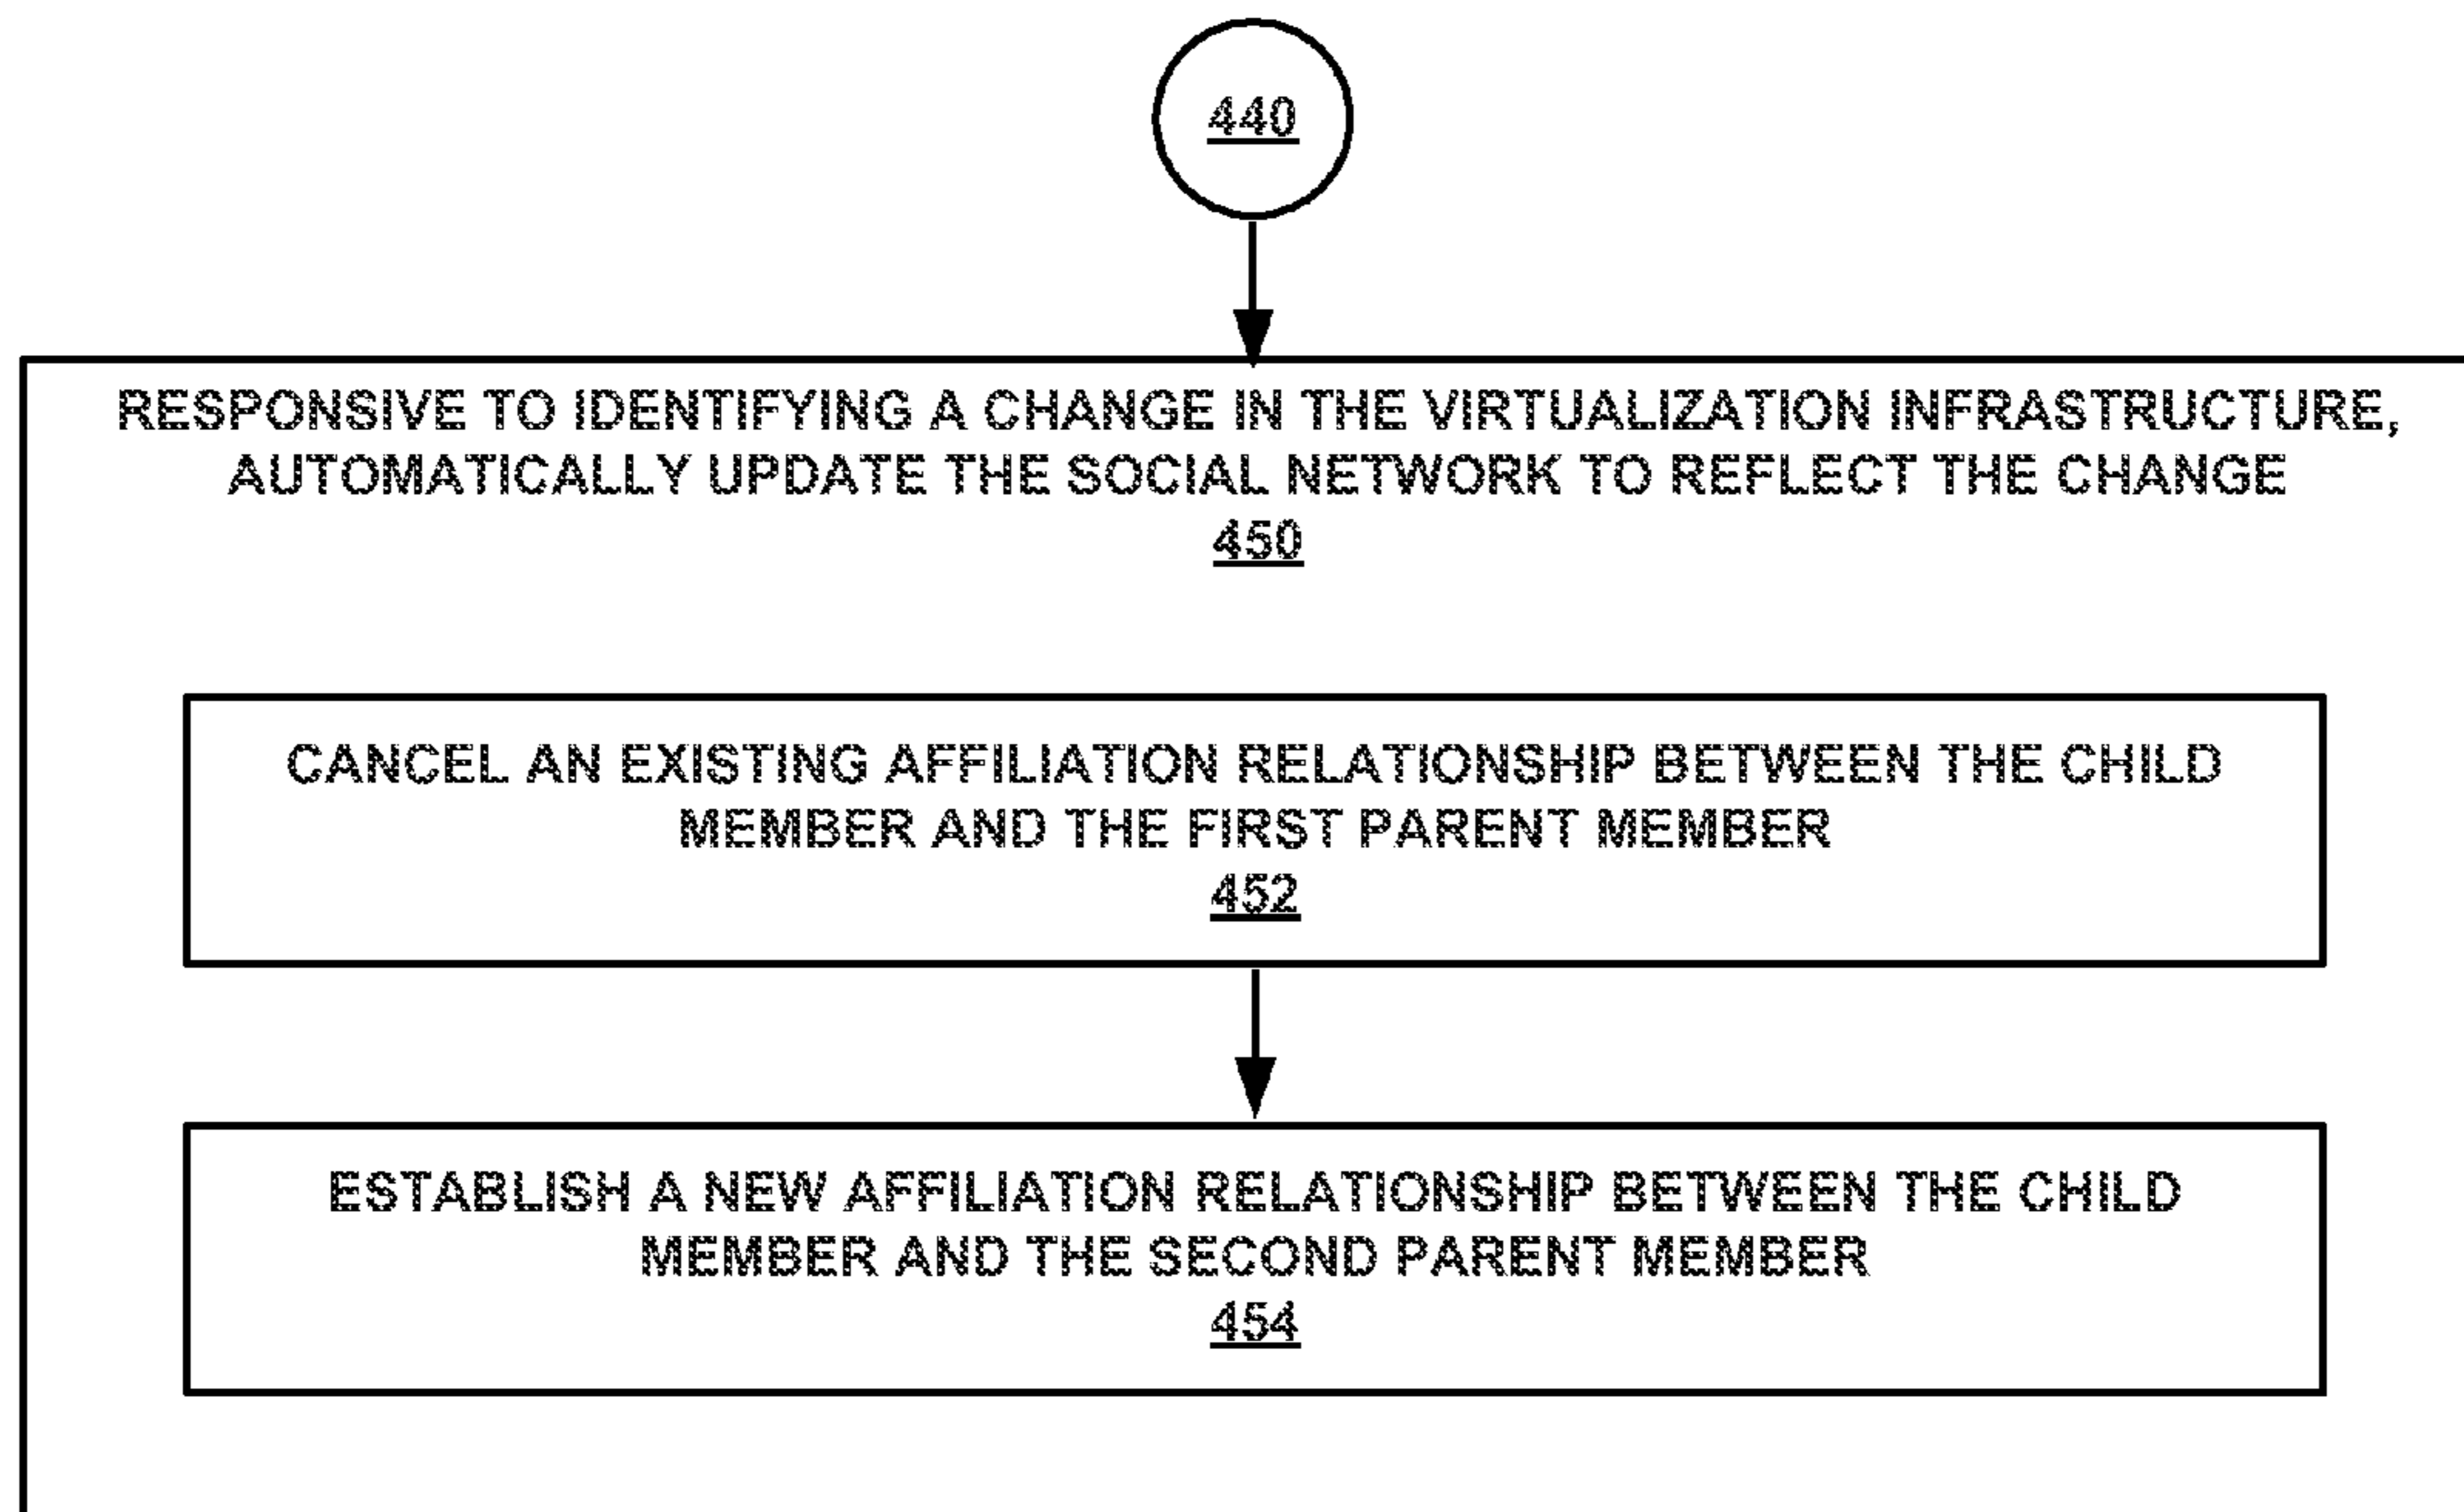 440
RESPONSIVE TO IDENTIFYING A CHANGE IN THE VIRTUALIZATION INFRASTRUCTURE,
AUTOMATICALLY UPDATE THE SOCIAL NETWORK TO REFLECT THE CHANGE
450
CANCEL AN EXISTING AFFILIATION RELATIONSHIP BETWEEN THE CHILD
MEMBER AND THE FIRST PARENT MEMBER
452
ESTABLISH A NEW AFFILIATION RELATIONSHIP BETWEEN THE CHILD
MEMBER AND THE SECOND PARENT MEMBER
454